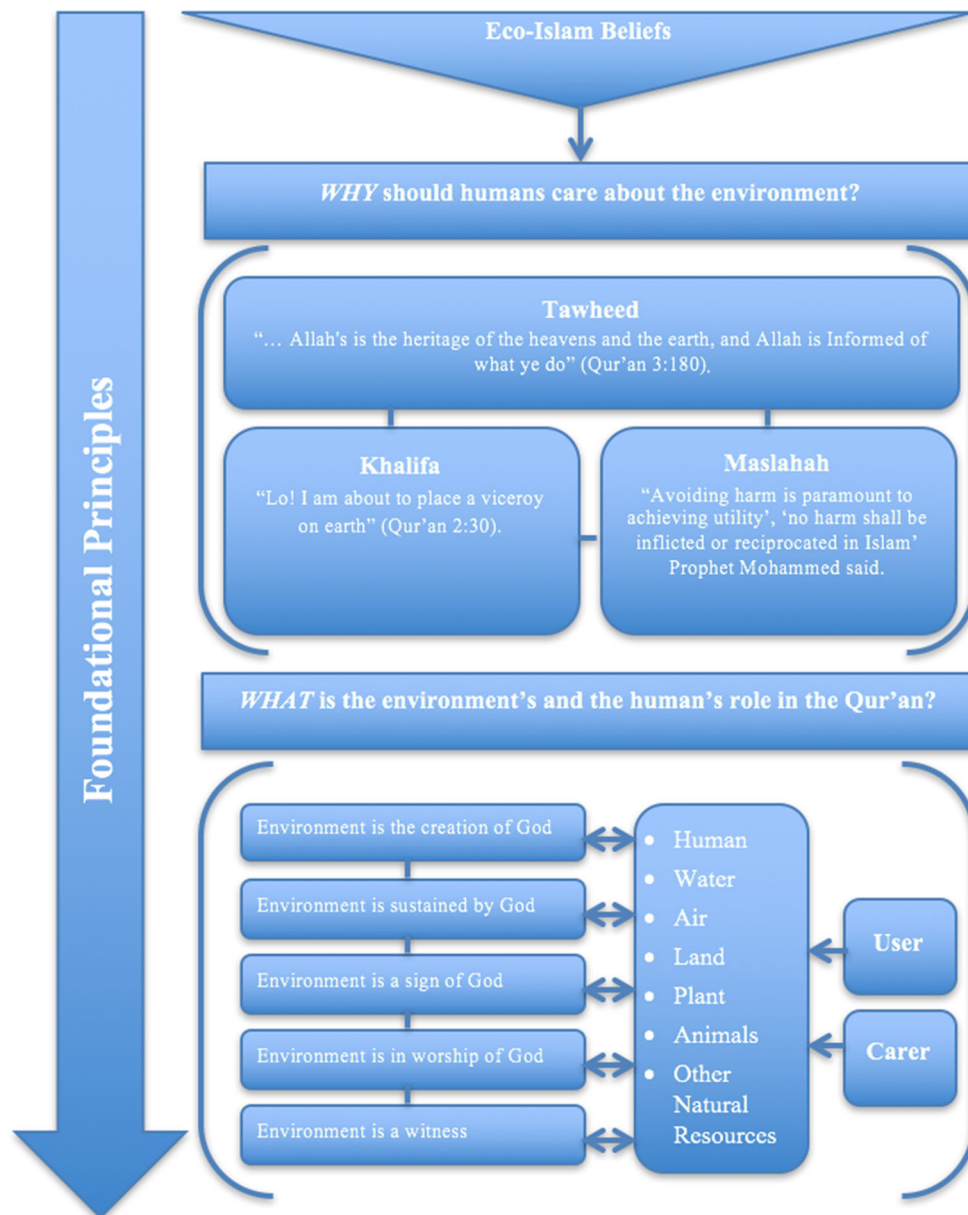 Eco-Islam Beliefs
Foundational Principles
WHY should humans care about the environment?
Tawheed
“… Allah's is the heritage of the heavens and the earth, and Allah is Informed of
what ye do” (Qur’an 3:180).
Khalifa
“Lo! I am about to place a viceroy
on earth” (Qur’an 2:30).
Maslahah
“Avoiding harm is paramount to
achieving utility’, ‘no harm shall be
inflicted or reciprocated in Islam’
Prophet Mohammed said.
WHAT is the environment’s and the human’s role in the Qur’an?
Environment is the creation of God
Environment is sustained by God
Environment is a sign of God
Environment is in worship of God
Environment is a witness
• Human
• Water
• Air
• Land
• Plant
• Animals
• Other
Natural
Resources
User
Carer